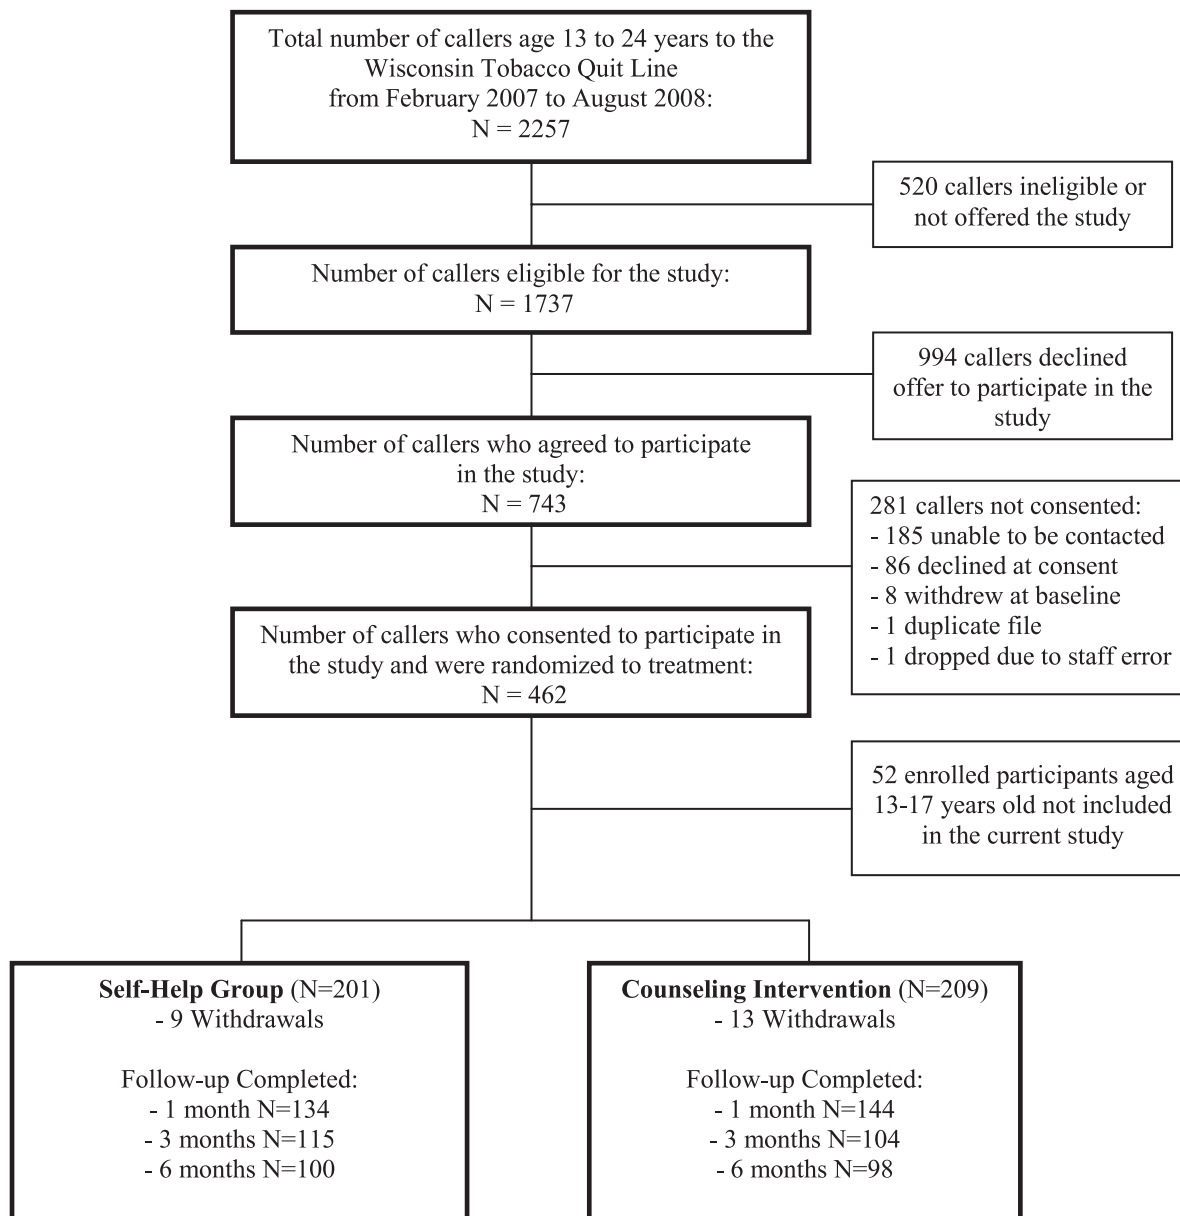 Total number of callers age 13 to 24 years to the
Wisconsin Tobacco Quit Line
from February 2007 to August 2008:
N = 2257
520 callers ineligible or
not offered the study
Number of callers eligible for the study:
N = 1737
994 callers declined
offer to participate in the
study
Number of callers who agreed to participate
in the study:
N = 743
281 callers not consented:
- 185 unable to be contacted
- 86 declined at consent
- 8 withdrew at baseline
- 1 duplicate file
- 1 dropped due to staff error
Number of callers who consented to participate in
the study and were randomized to treatment:
N = 462
52 enrolled participants aged
13-17 years old not included
in the current study
Self-Help Group (N=201)
- 9 Withdrawals
Follow-up Completed:
- 1 month N=134
- 3 months N=115
- 6 months N=100
Counseling Intervention (N=209)
- 13 Withdrawals
Follow-up Completed:
- 1 month N=144
- 3 months N=104
- 6 months N=98